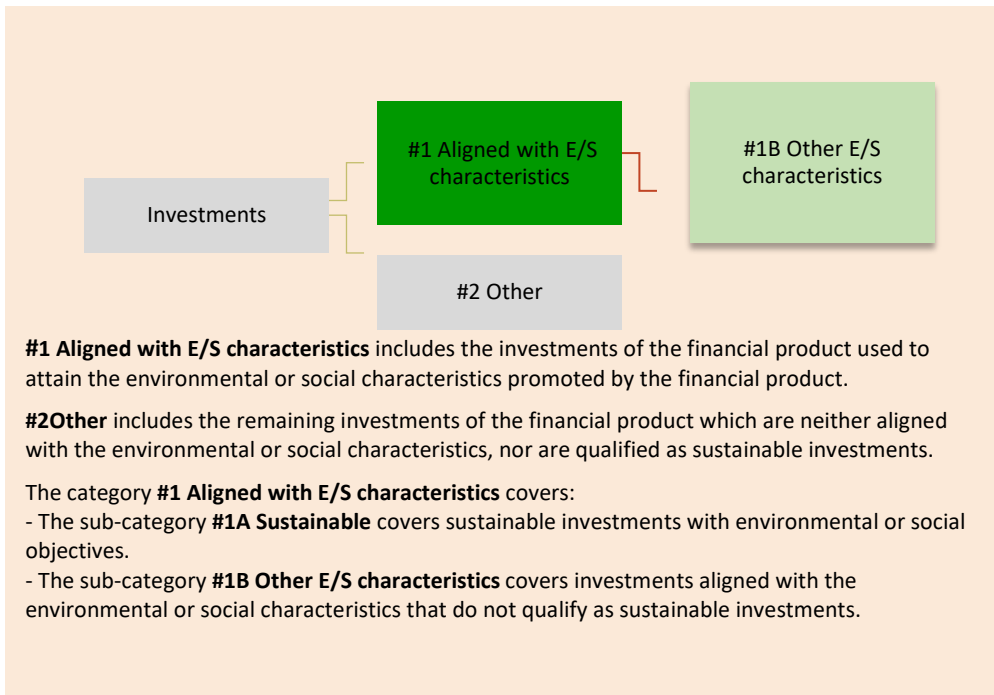 #1 Aligned with E/S
characteristics
#1B Other E/S
characteristics
Investments
#2 Other
#1 Aligned with E/S characteristics includes the investments of the financial product used to
attain the environmental or social characteristics promoted by the financial product.
#2Other includes the remaining investments of the financial product which are neither aligned
with the environmental or social characteristics, nor are qualified as sustainable investments.
The category #1 Aligned with E/S characteristics covers:
- The sub-category #1A Sustainable covers sustainable investments with environmental or social
objectives.
- The sub-category #1B Other E/S characteristics covers investments aligned with the
environmental or social characteristics that do not qualify as sustainable investments.